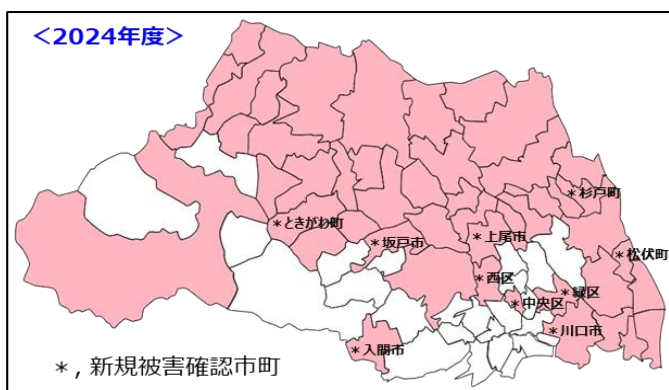 <2024年度>
*杉戸町
*ときがわ町
*坂戸市
*上尾市
*松伏町
*西区
*緑区
*中央区
*川口市
*入間市
*, 新規被害確認市町